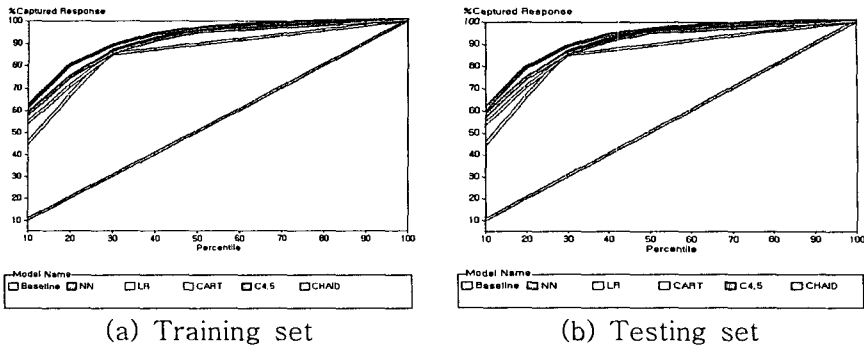 %Captured Response
100
90
80
70
60
50
40
30
20
10
10 20 30 40 50 60 70 80 90 100
Percentile
Model Name
Baseline NN LR CART C4,5 CHAID
(a) Training set
%Captured Response
100
90
80
70
60
50
40
30
20
10
10 20 30 40 50 60 70 80 90 100
Percentile
Model Name
Baseline NN LR CART C4,5 CHAID
(b) Testing set